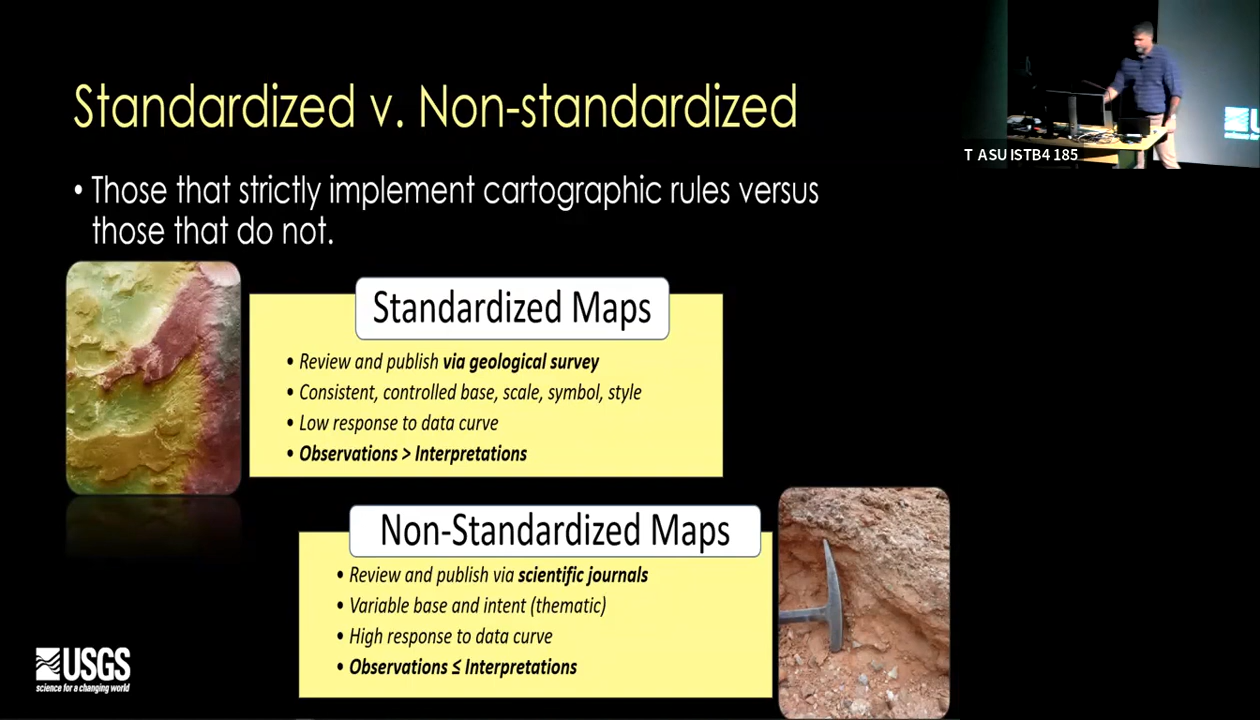 Standardized v. Non-standardized
T ASU ISTB4 185
• Those that strictly implement cartographic rules versus
those that do not.
Standardized Maps
• Review and publish via geological survey
• Consistent, controlled base, scale, symbol, style
• Low response to data curve
• Observations > Interpretations
Non-Standardized Maps
• Review and publish via scientific journals
• Variable base and intent (thematic)
• High response to data curve
• Observations ≤ Interpretations
USGS
science for a changing world